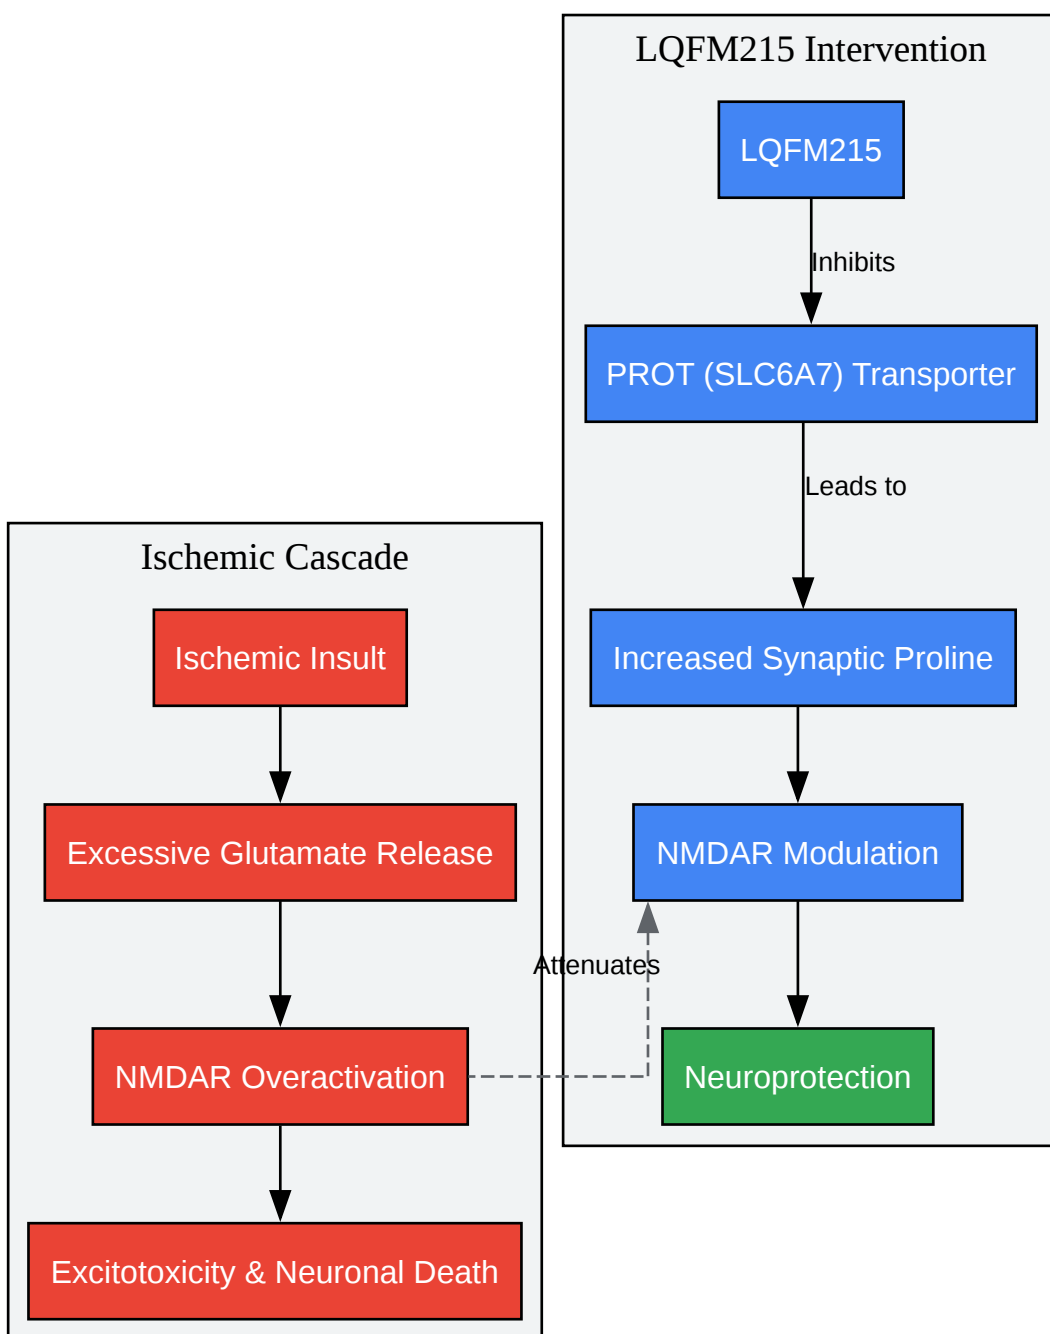 LQFM215 Intervention
LQFM215
Inhibits
PROT (SLC6A7) Transporter
Leads to
Increased Synaptic Proline
NMDAR Modulation
Attenuates
Neuroprotection
Ischemic Cascade
Ischemic Insult
Excessive Glutamate Release
NMDAR Overactivation
Excitotoxicity & Neuronal Death